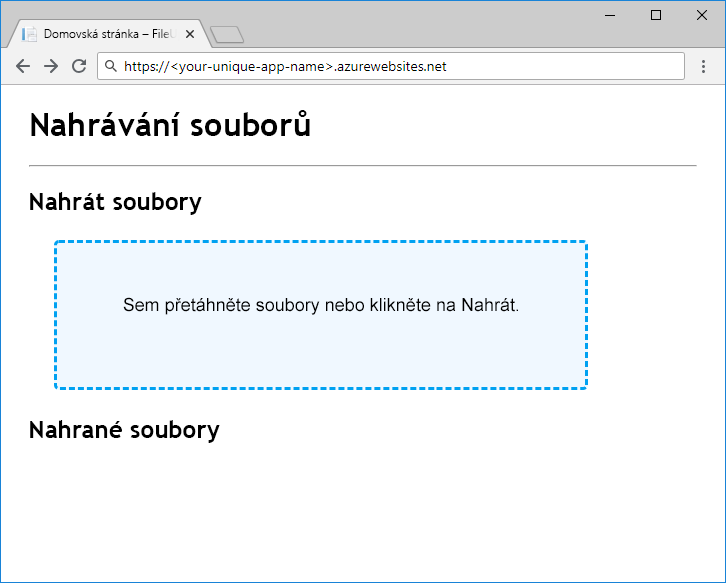 Domovská stránka – File
https://<your-unique-app-name>.azurewebsites.net
Nahrávání souborů
Nahrát soubory
Sem přetáhněte soubory nebo klikněte na Nahrát.
Nahrané soubory